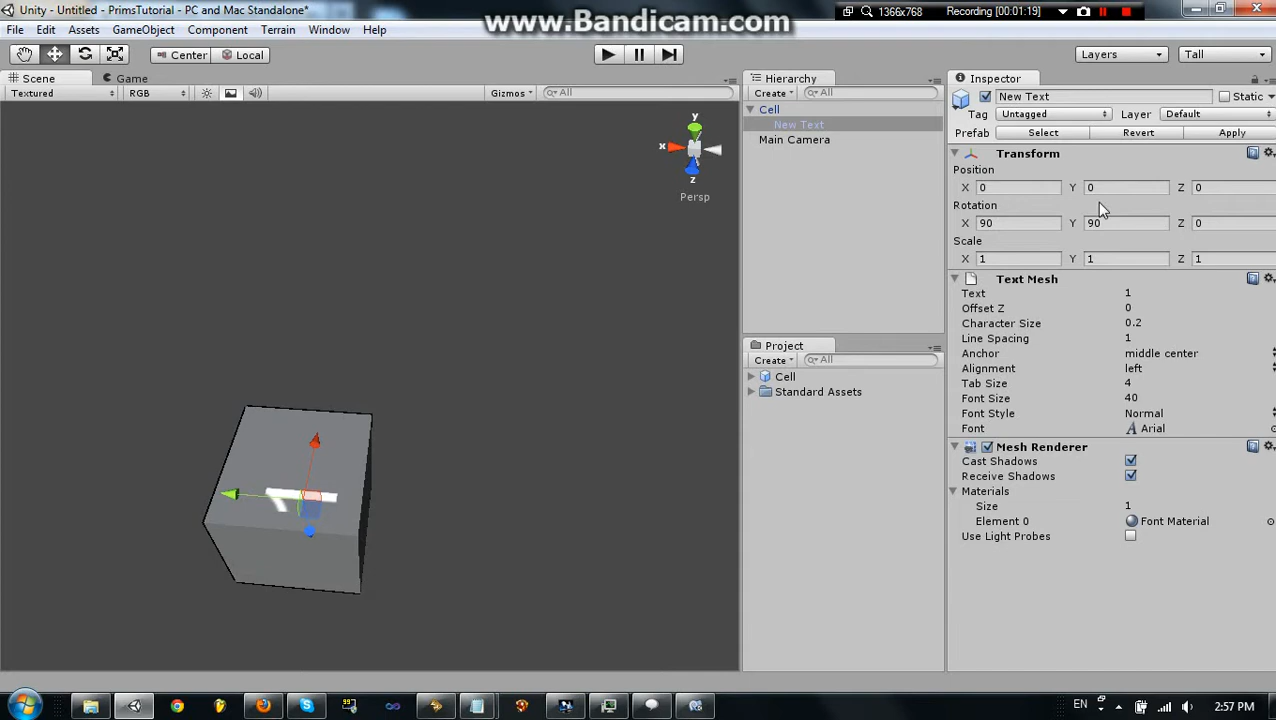 www.Bandicam.com
Unity - Untitled - PrimsTutorial - PC and Mac Standalone*
1366x768
Recording [00:01:19]
File Edit Assets GameObject Component Terrain Window Help
Center Local
Layers
Tall
Scene Game
Textured RGB
Gizmos All
x
y
z
Persp
Hierarchy
Create All
Cell
New Text
Main Camera
Project
Create All
Cell
Standard Assets
Inspector
New Text Static
Tag Untagged Layer Default
Prefab Select Revert Apply
Transform
Position
X 0 Y 0 Z 0
Rotation
X 90 Y 90 Z 0
Scale
X 1 Y 1 Z 1
Text Mesh
Text 1
Offset Z 0
Character Size 0.2
Line Spacing 1
Anchor middle center
Alignment left
Tab Size 4
Font Size 40
Font Style Normal
Font A Arial
Mesh Renderer
Cast Shadows
Receive Shadows
Materials
Size 1
Element 0 Font Material
Use Light Probes
EN
2:57 PM